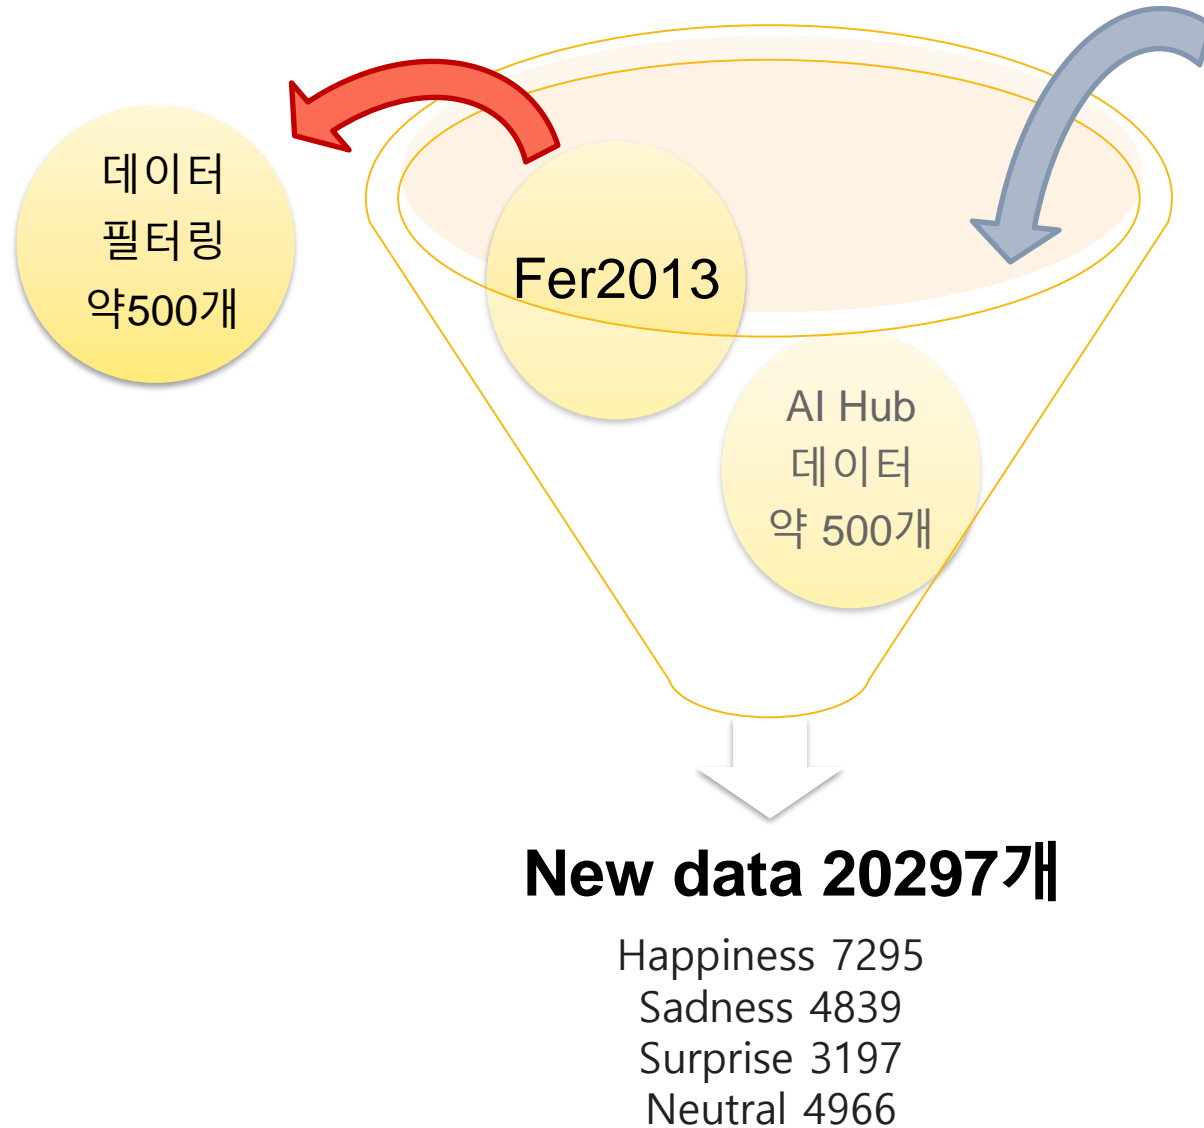 데이터
필터링
약500개
Fer2013
AI Hub
데이터
약 500개
New data 20297개
Happiness 7295
Sadness 4839
Surprise 3197
Neutral 4966